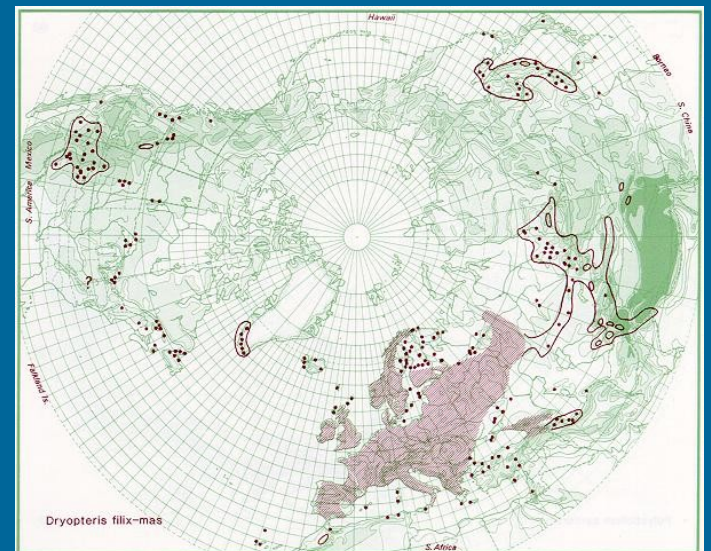 Hawaii
Borneo
S. China
S. America Mexico
?
Falkland Is.
Dryopteris filix-mas
S. Africa